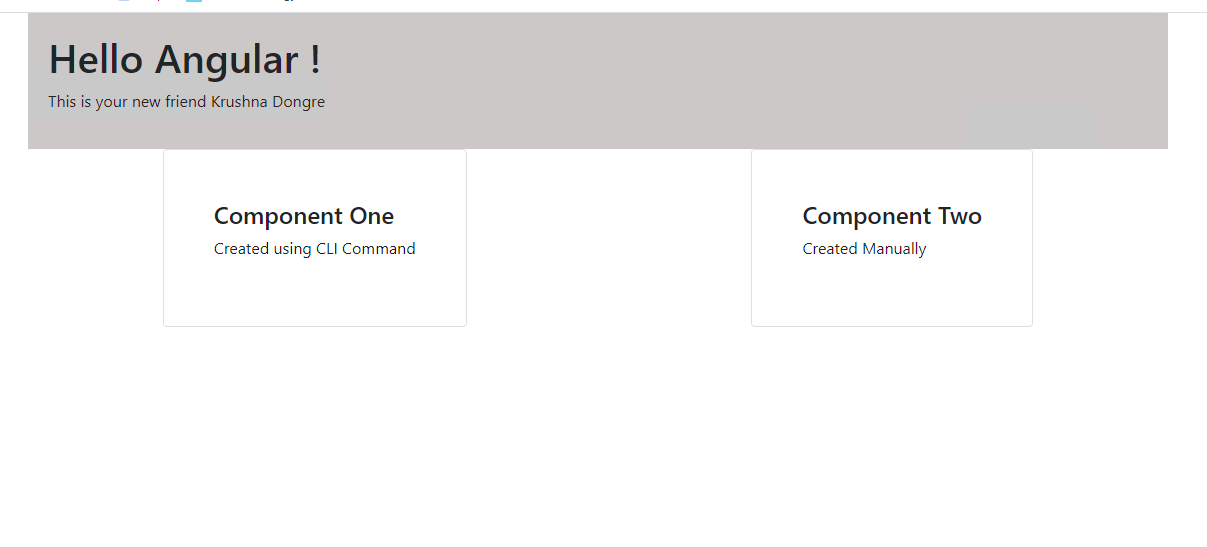 Hello Angular !
This is your new friend Krushna Dongre
Component One
Created using CLI Command
Component Two
Created Manually